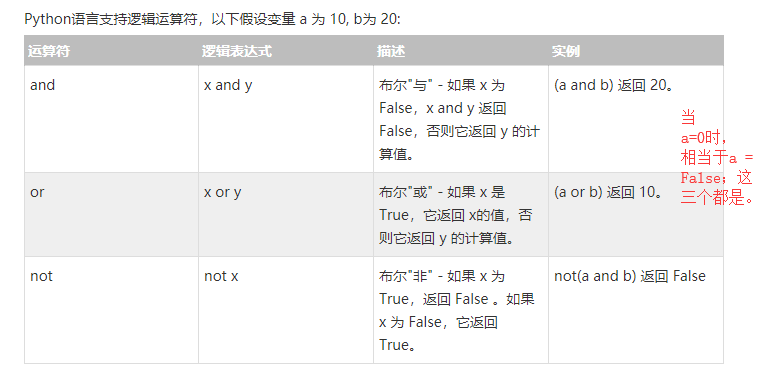 Python语言支持逻辑运算符，以下假设变量 a 为 10, b为 20:
运算符 逻辑表达式 描述 实例
and x and y 布尔"与" - 如果 x 为
False，x and y 返回
False，否则它返回 y 的计
算值。
(a and b) 返回 20。
or x or y 布尔"或" - 如果 x 是
True，它返回 x的值，否
则它返回 y 的计算值。
(a or b) 返回 10。
not not x 布尔"非" - 如果 x 为
True，返回 False 。如果
x 为 False，它返回
True。
not(a and b) 返回 False
当
a=0时，
相当于a =
False；这
三个都是。